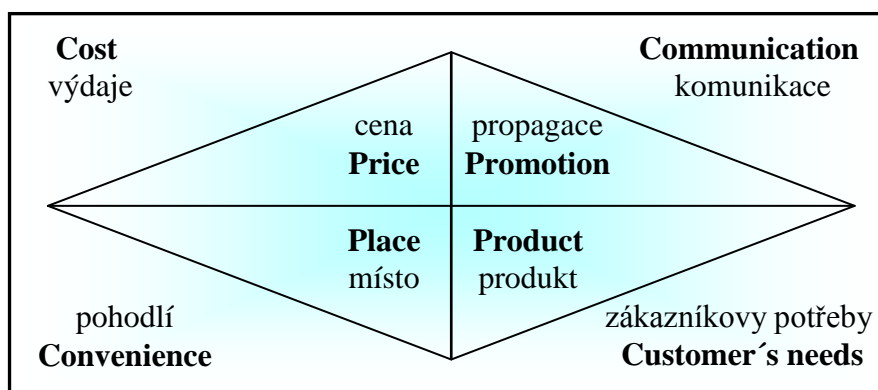 Cost
výdaje
Communication
komunikace
cena
Price
propagace
Promotion
Place
místo
Product
produkt
pohodlí
Convenience
zákazníkovy potřeby
Customer´s needs